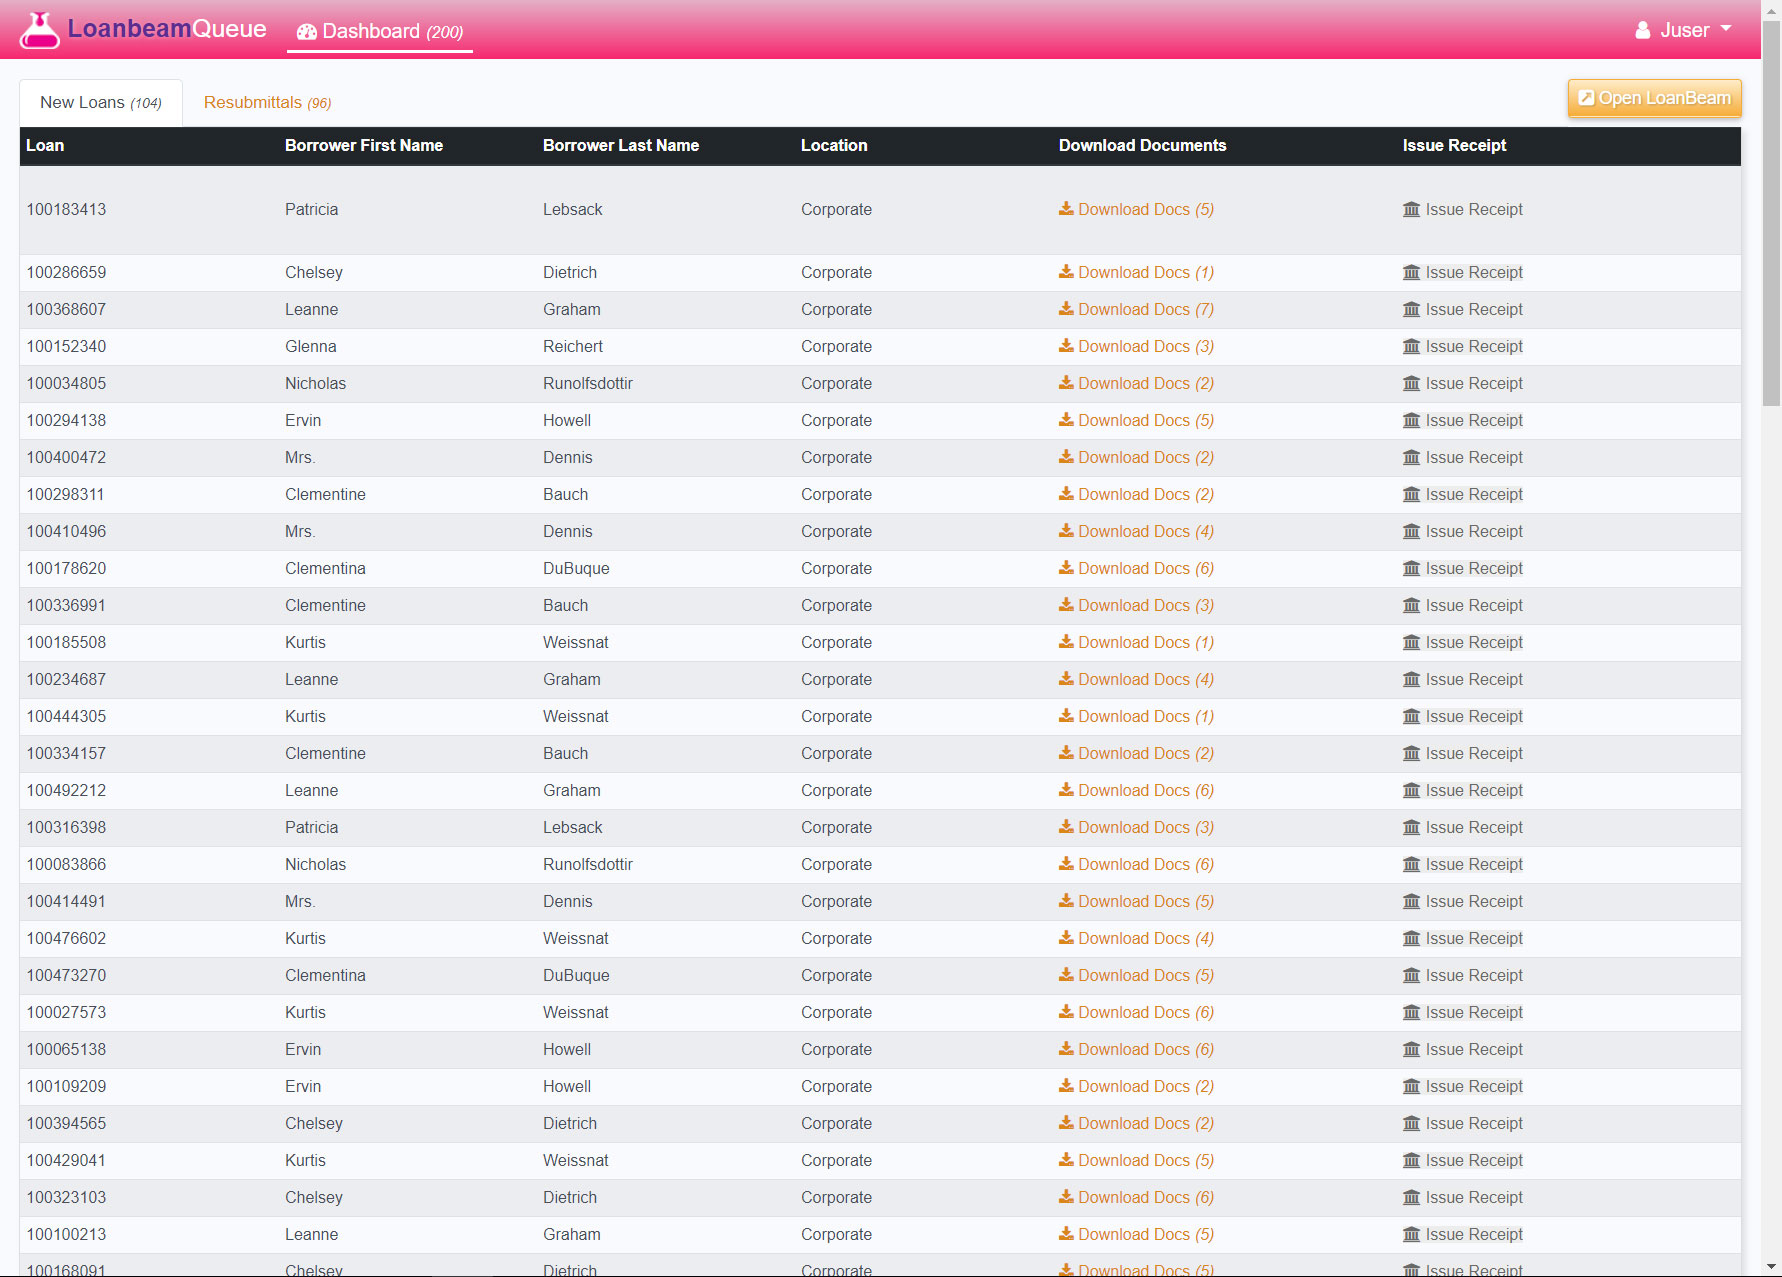 LoanbeamQueue Dashboard (200) Juser
New Loans (104) Resubmittals (96) Open LoanBeam
Loan Borrower First Name Borrower Last Name Location Download Documents Issue Receipt
100183413 Patricia Lebsack Corporate Download Docs (5) Issue Receipt
100286659 Chelsey Dietrich Corporate Download Docs (1) Issue Receipt
100368607 Leanne Graham Corporate Download Docs (7) Issue Receipt
100152340 Glenna Reichert Corporate Download Docs (3) Issue Receipt
100034805 Nicholas Runolfsdottir Corporate Download Docs (2) Issue Receipt
100294138 Ervin Howell Corporate Download Docs (5) Issue Receipt
100400472 Mrs. Dennis Corporate Download Docs (2) Issue Receipt
100298311 Clementine Bauch Corporate Download Docs (2) Issue Receipt
100410496 Mrs. Dennis Corporate Download Docs (4) Issue Receipt
100178620 Clementina DuBuque Corporate Download Docs (6) Issue Receipt
100336991 Clementine Bauch Corporate Download Docs (3) Issue Receipt
100185508 Kurtis Weissnat Corporate Download Docs (1) Issue Receipt
100234687 Leanne Graham Corporate Download Docs (4) Issue Receipt
100444305 Kurtis Weissnat Corporate Download Docs (1) Issue Receipt
100334157 Clementine Bauch Corporate Download Docs (2) Issue Receipt
100492212 Leanne Graham Corporate Download Docs (6) Issue Receipt
100316398 Patricia Lebsack Corporate Download Docs (3) Issue Receipt
100083866 Nicholas Runolfsdottir Corporate Download Docs (6) Issue Receipt
100414491 Mrs. Dennis Corporate Download Docs (5) Issue Receipt
100476602 Kurtis Weissnat Corporate Download Docs (4) Issue Receipt
100473270 Clementina DuBuque Corporate Download Docs (5) Issue Receipt
100027573 Kurtis Weissnat Corporate Download Docs (6) Issue Receipt
100065138 Ervin Howell Corporate Download Docs (6) Issue Receipt
100109209 Ervin Howell Corporate Download Docs (2) Issue Receipt
100394565 Chelsey Dietrich Corporate Download Docs (2) Issue Receipt
100429041 Kurtis Weissnat Corporate Download Docs (5) Issue Receipt
100323103 Chelsey Dietrich Corporate Download Docs (6) Issue Receipt
100100213 Leanne Graham Corporate Download Docs (5) Issue Receipt
100168091 Chelsey Dietrich Corporate Download Docs (5) Issue Receipt